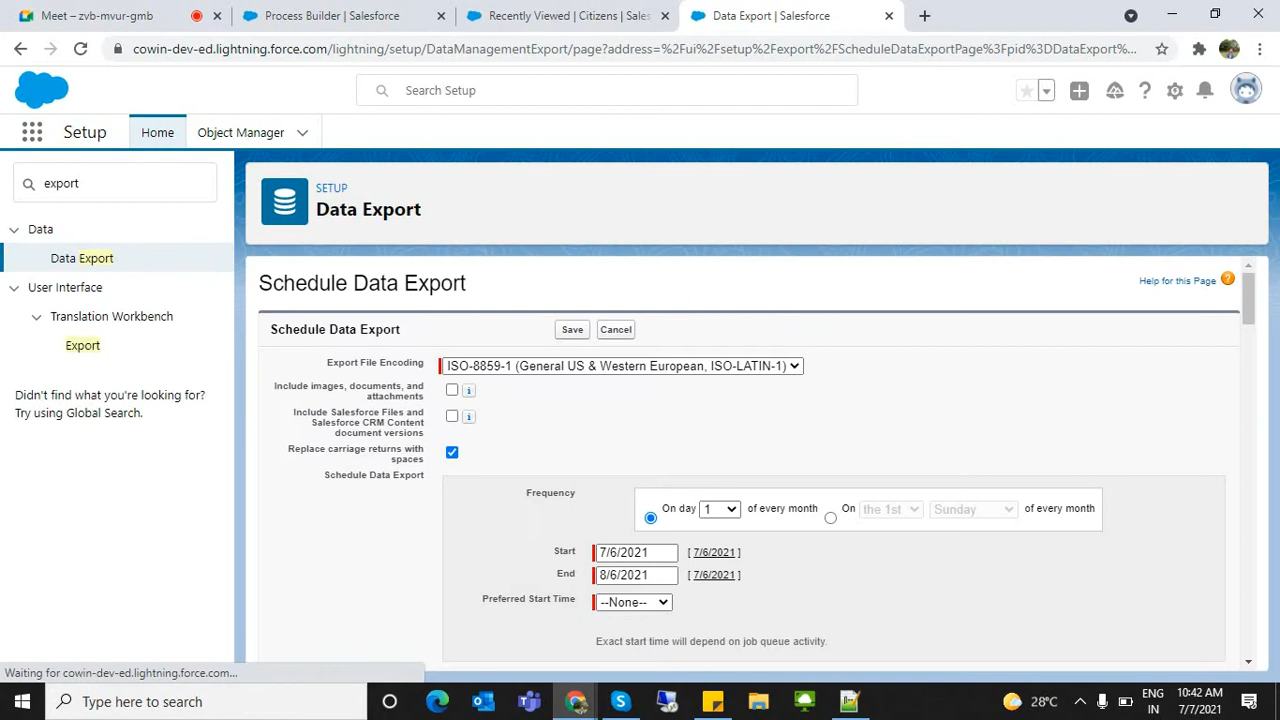 Meet – zvb-mvur-gmb
Process Builder | Salesforce
Recently Viewed | Citizens | Sales
Data Export | Salesforce
cowin-dev-ed.lightning.force.com/lightning/setup/DataManagementExport/page?address=%2Fui%2Fsetup%2Fexport%2FScheduleDataExportPage%3Fpid%3DDataExport%...
Search Setup
Setup
Home
Object Manager
export
Data
Data Export
User Interface
Translation Workbench
Export
Didn't find what you're looking for?
Try using Global Search.
SETUP
Data Export
Schedule Data Export
Help for this Page
Schedule Data Export
Save
Cancel
Export File Encoding
ISO-8859-1 (General US & Western European, ISO-LATIN-1)
Include images, documents, and
attachments
i
Include Salesforce Files and
Salesforce CRM Content
document versions
i
Replace carriage returns with
spaces
Schedule Data Export
Frequency
On day 1 of every month
On the 1st Sunday of every month
Start 7/6/2021 [ 7/6/2021 ]
End 8/6/2021 [ 7/6/2021 ]
Preferred Start Time --None--
Exact start time will depend on job queue activity.
Waiting for cowin-dev-ed.lightning.force.com...
Type here to search
28°C
ENG
IN
10:42 AM
7/7/2021